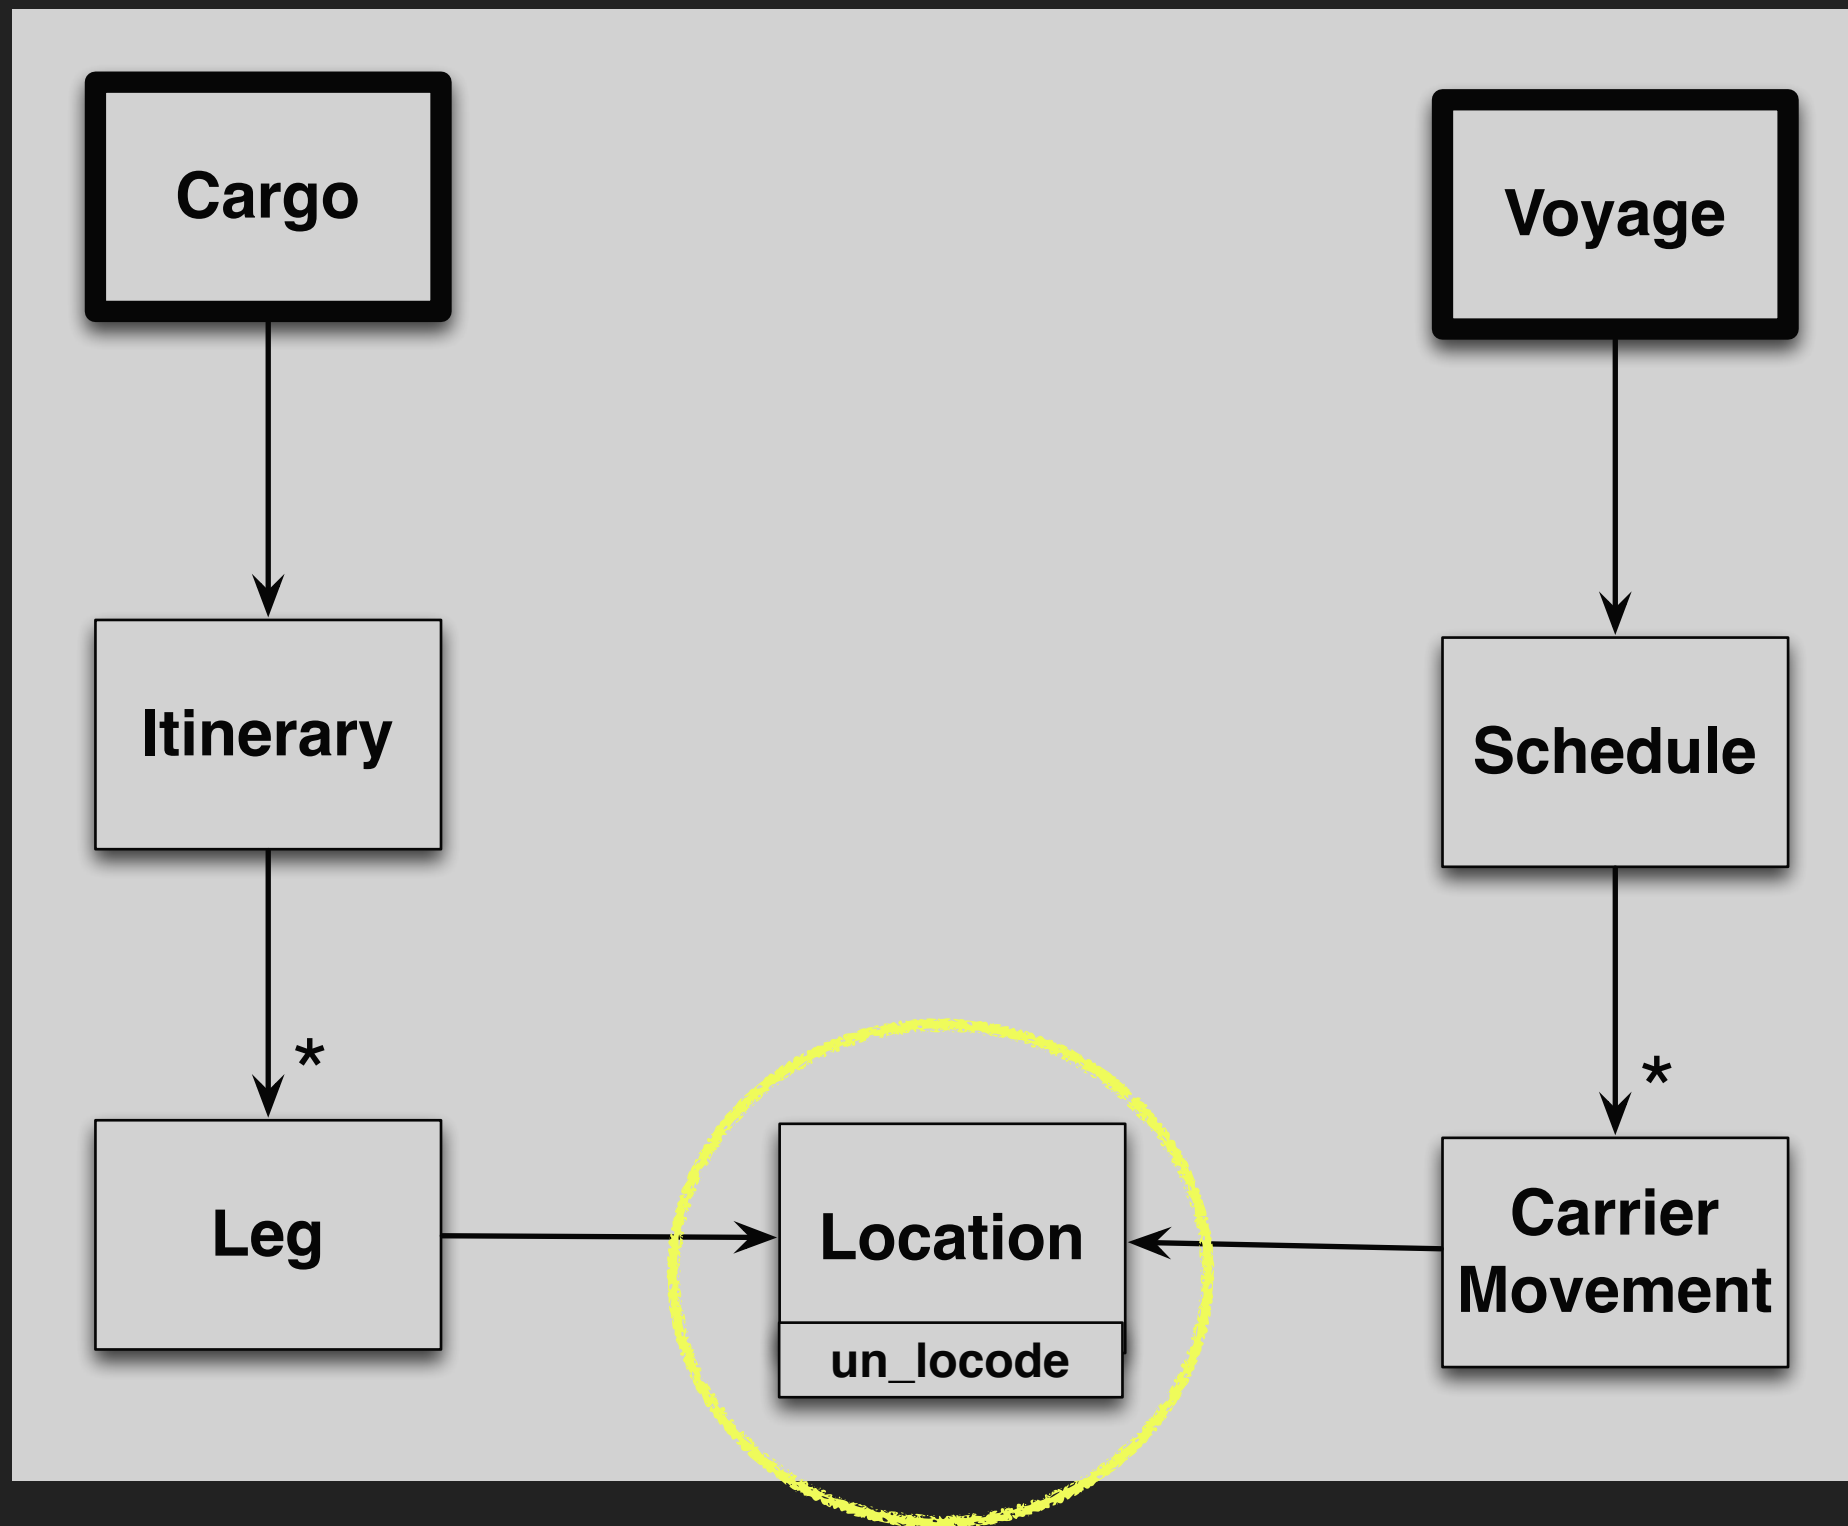 Cargo
Voyage
Itinerary
Schedule
*
*
Leg
Location
Carrier
Movement
un_locode